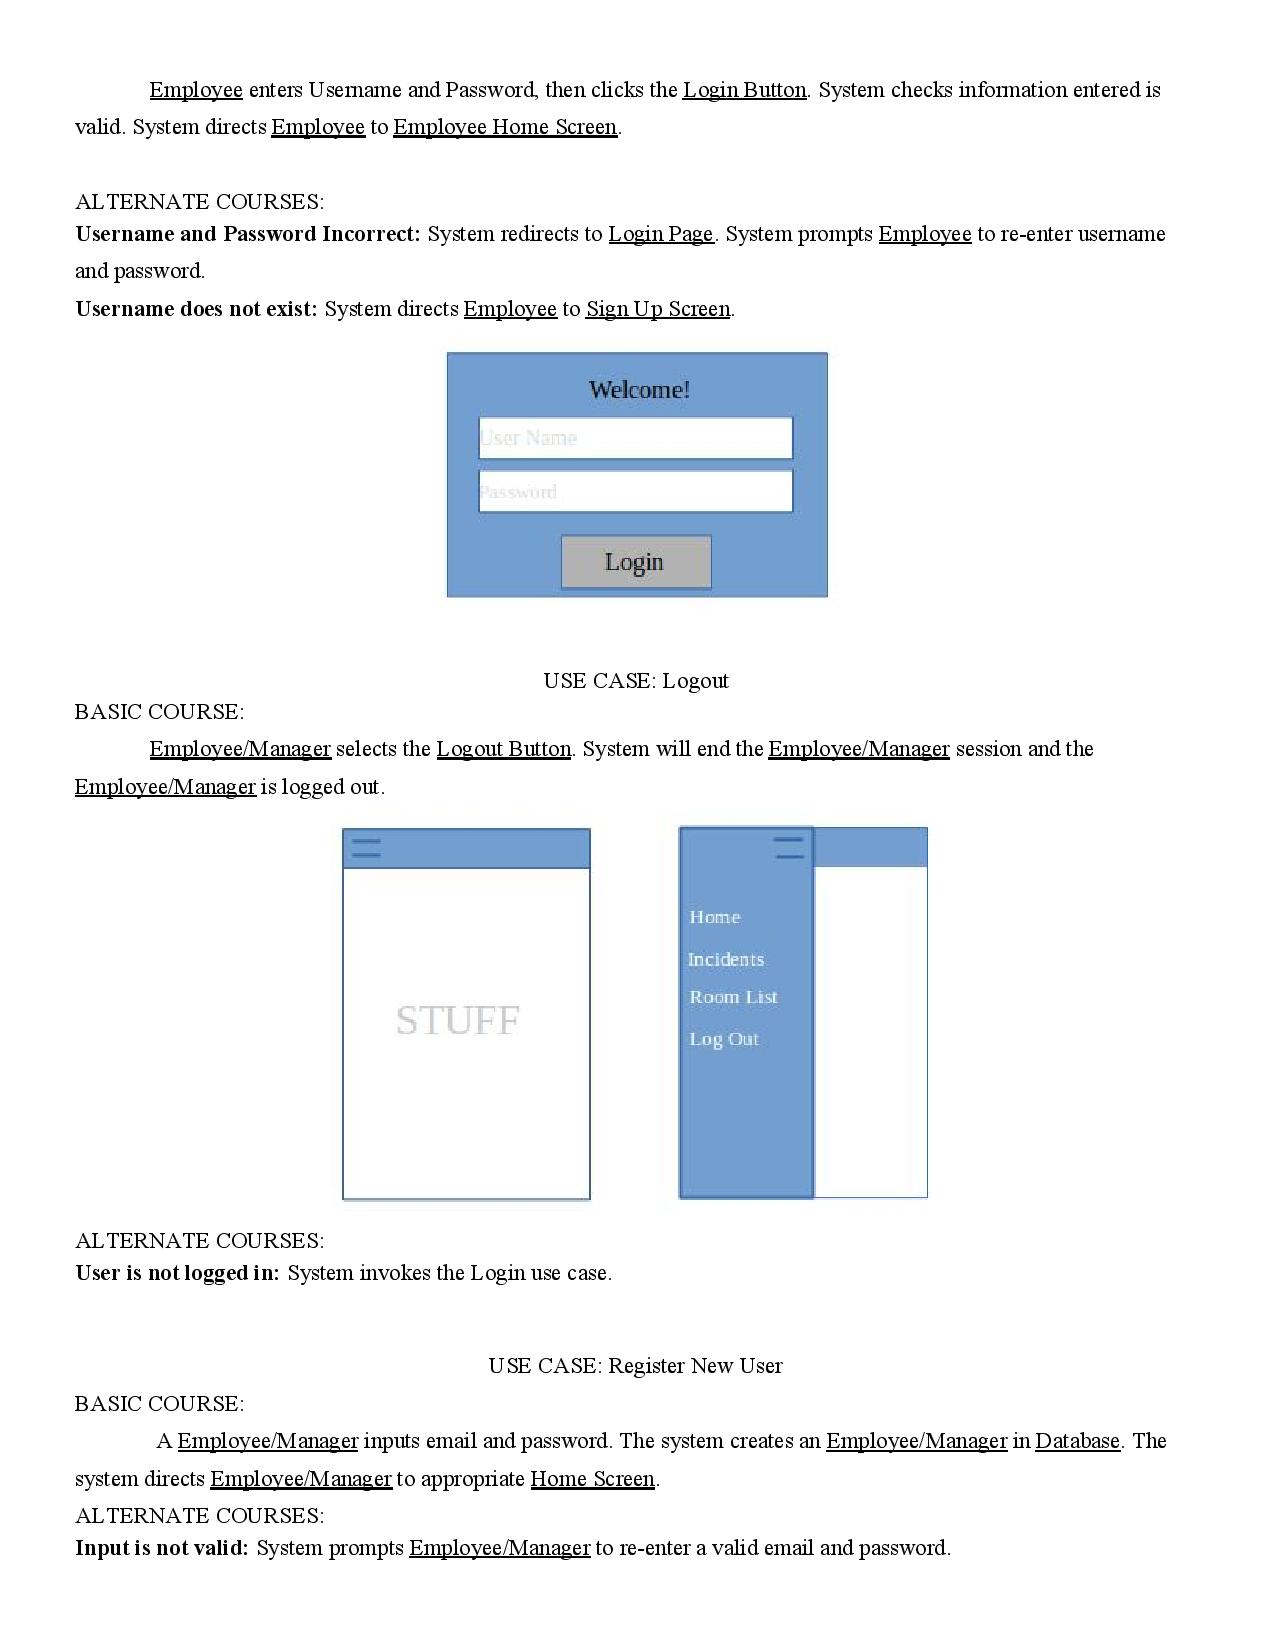 Employee enters Username and Password, then clicks the Login Button. System checks information entered is
valid. System directs Employee to Employee Home Screen.
ALTERNATE COURSES:
Username and Password Incorrect: System redirects to Login Page. System prompts Employee to re-enter username
and password.
Username does not exist: System directs Employee to Sign Up Screen.
Welcome!
User Name
Password
Login
USE CASE: Logout
BASIC COURSE:
Employee/Manager selects the Logout Button. System will end the Employee/Manager session and the
Employee/Manager is logged out.
STUFF
Home
Incidents
Room List
Log Out
ALTERNATE COURSES:
User is not logged in: System invokes the Login use case.
USE CASE: Register New User
BASIC COURSE:
A Employee/Manager inputs email and password. The system creates an Employee/Manager in Database. The
system directs Employee/Manager to appropriate Home Screen.
ALTERNATE COURSES:
Input is not valid: System prompts Employee/Manager to re-enter a valid email and password.